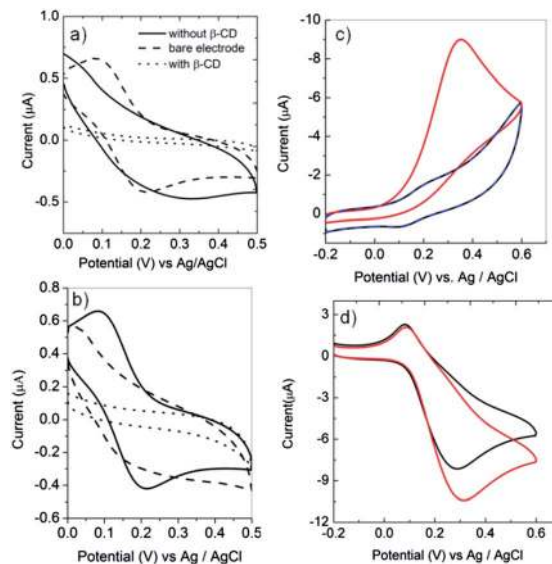 a)
without β-CD
bare electrode
with β-CD
1.0
0.5
0.0
-0.5
Current (μA)
0.0 0.1 0.2 0.3 0.4 0.5
Potential (V) vs Ag/AgCl
c)
-10
-8
-6
-4
-2
0
Current (μA)
-0.2 0.0 0.2 0.4 0.6
Potential (V) vs. Ag / AgCl
b)
0.8
0.6
0.4
0.2
0.0
-0.2
-0.4
-0.6
Current (μA)
0.0 0.1 0.2 0.3 0.4 0.5
Potential (V) vs Ag / AgCl
d)
3
0
-3
-6
-9
-12
Current(μA)
-0.2 0.0 0.2 0.4 0.6
Potential (V) vs Ag / AgCl